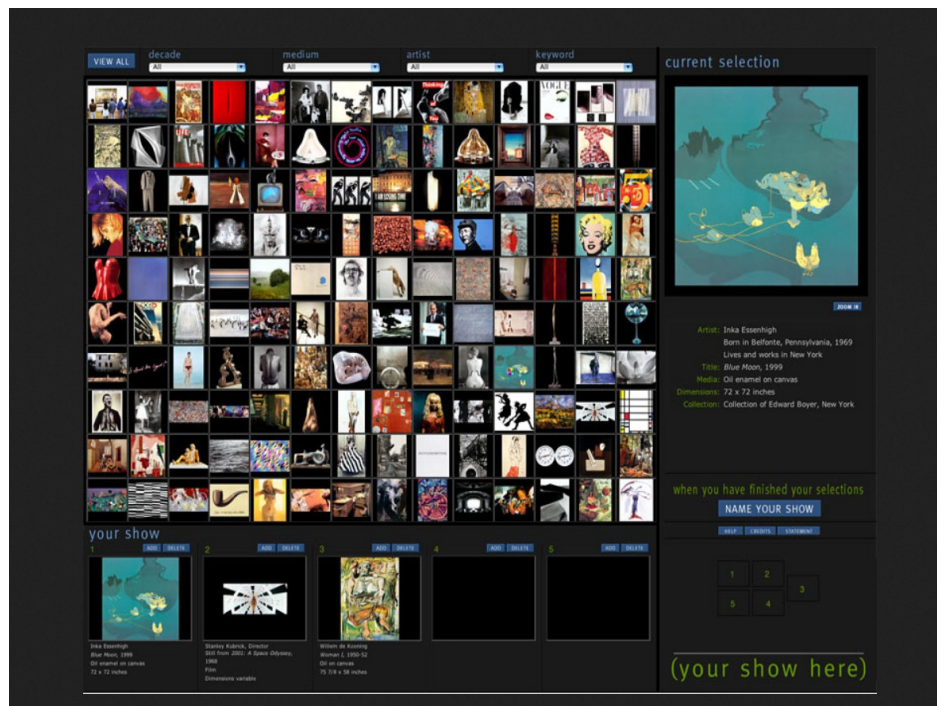 VIEW ALL
decade
All
medium
All
artist
All
keyword
All
current selection
ZOOM IN
Artist: Inka Essenhigh
Born in Belfonte, Pennsylvania, 1969
Lives and works in New York
Title: Blue Moon, 1999
Media: Oil enamel on canvas
Dimensions: 72 x 72 inches
Collection: Collection of Edward Boyer, New York
when you have finished your selections
NAME YOUR SHOW
HELP CREDITS STATEMENT
1 2
3
5 4
(your show here)
VOGUE
LIFE
your show
1 ADD DELETE
2 ADD DELETE
3 ADD DELETE
4 ADD DELETE
5 ADD DELETE
Inka Essenhigh
Blue Moon, 1999
Oil enamel on canvas
72 x 72 inches
Stanley Kubrick, Director
Still from 2001: A Space Odyssey,
1968
Film
Dimensions variable
Willem de Kooning
Woman I, 1950-52
Oil on canvas
75 7/8 x 58 inches